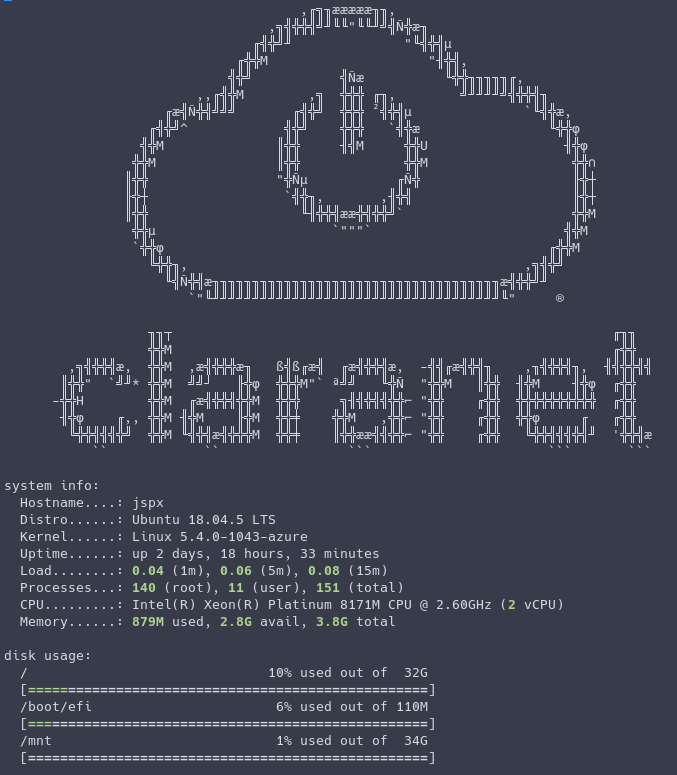 ®
clarknet
system info:
Hostname....: jspx
Distro......: Ubuntu 18.04.5 LTS
Kernel......: Linux 5.4.0-1043-azure
Uptime......: up 2 days, 18 hours, 33 minutes
Load........: 0.04 (1m), 0.06 (5m), 0.08 (15m)
Processes...: 140 (root), 11 (user), 151 (total)
CPU.........: Intel(R) Xeon(R) Platinum 8171M CPU @ 2.60GHz (2 vCPU)
Memory......: 879M used, 2.8G avail, 3.8G total
disk usage:
/ 10% used out of 32G
[==================================================]
/boot/efi 6% used out of 110M
[==================================================]
/mnt 1% used out of 34G
[==================================================]